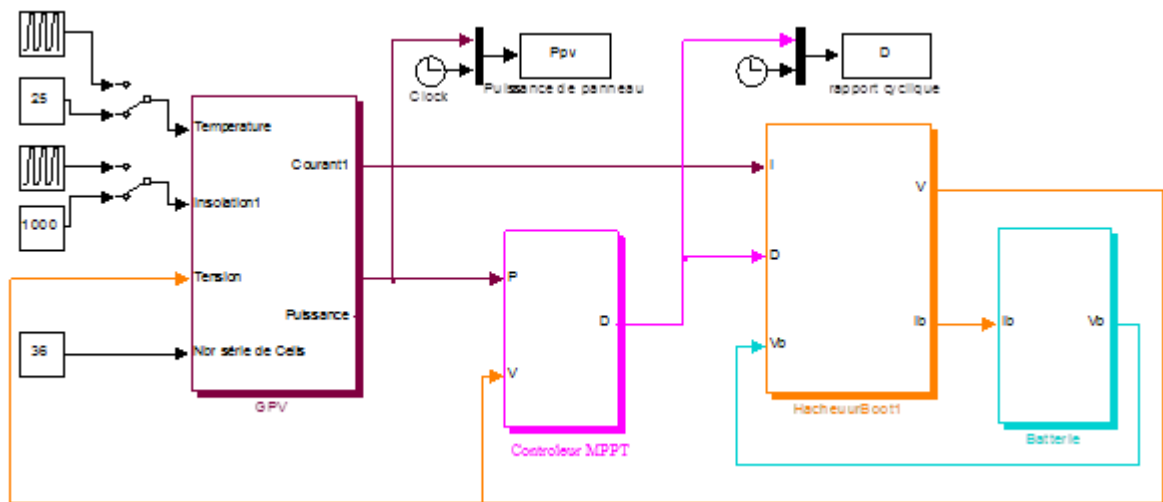 25
1000
36
Temperature
Insolation1
Tension
Nbr série de Cells
Courant1
Puissance
GPV
Clock
Ppv
Puissance de panneau
P
V
D
Controleur MPPT
D
rapport cyclique
I
D
Vb
V
Ib
HacheuurBoot1
Ib
Vb
Batterie